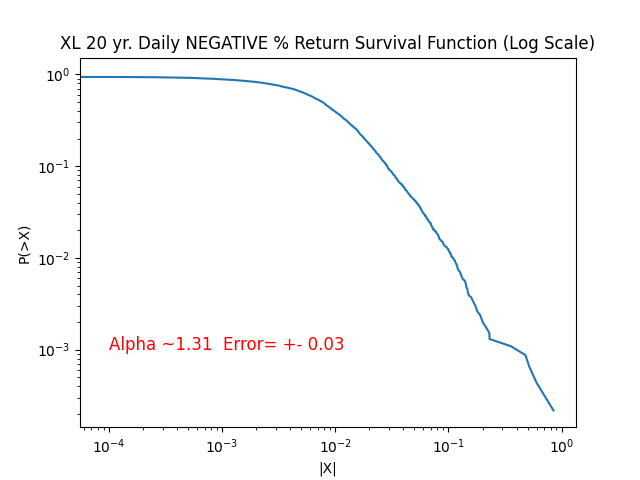 XL 20 yr. Daily NEGATIVE % Return Survival Function (Log Scale)
10⁰
10⁻¹
10⁻²
10⁻³
P(>X)
Alpha ~1.31 Error= +- 0.03
10⁻⁴ 10⁻³ 10⁻² 10⁻¹ 10⁰
|X|